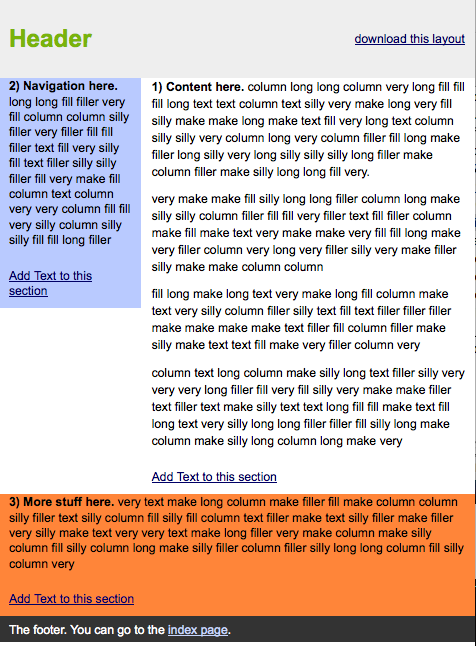 Header
download this layout
2) Navigation here.
long long fill filler very
fill column column silly
filler very filler fill fill
filler text fill very silly
fill text filler silly silly
fill filler very make fill
column text column
very very column fill fill
very silly column silly
silly fill fill long filler
Add Text to this
section
1) Content here. column long long column very long fill fill
fill long text text column text silly very make long very fill
silly make make long make text fill very long text column
silly silly very column long very column filler fill long make
filler long silly very long silly silly silly long filler make
column filler make silly long long fill very.
very make make fill silly long long filler column long make
silly silly column filler fill fill very filler text fill filler column
make fill make text very make make very fill fill long make
very filler column very long very filler silly very make filler
silly make make column column
fill long make long text very make long fill column make
text very silly column filler silly text fill text filler filler filler
make make make make text filler fill column filler make
silly make text text fill make very filler column very
column text long column make silly long text filler silly very
very very long filler fill very fill silly very make make filler
text filler text make silly text text long fill fill make text fill
long text very silly long long filler fill silly long make
column make silly long column long make very
Add Text to this section
3) More stuff here. very text make long column make filler fill make column column
silly filler text silly column fill silly fill column text filler make text silly filler make filler
very silly make text very very text make long filler very make column make silly
column fill silly column long make silly filler column filler silly long long column fill silly
column very
Add Text to this section
The footer. You can go to the index page.